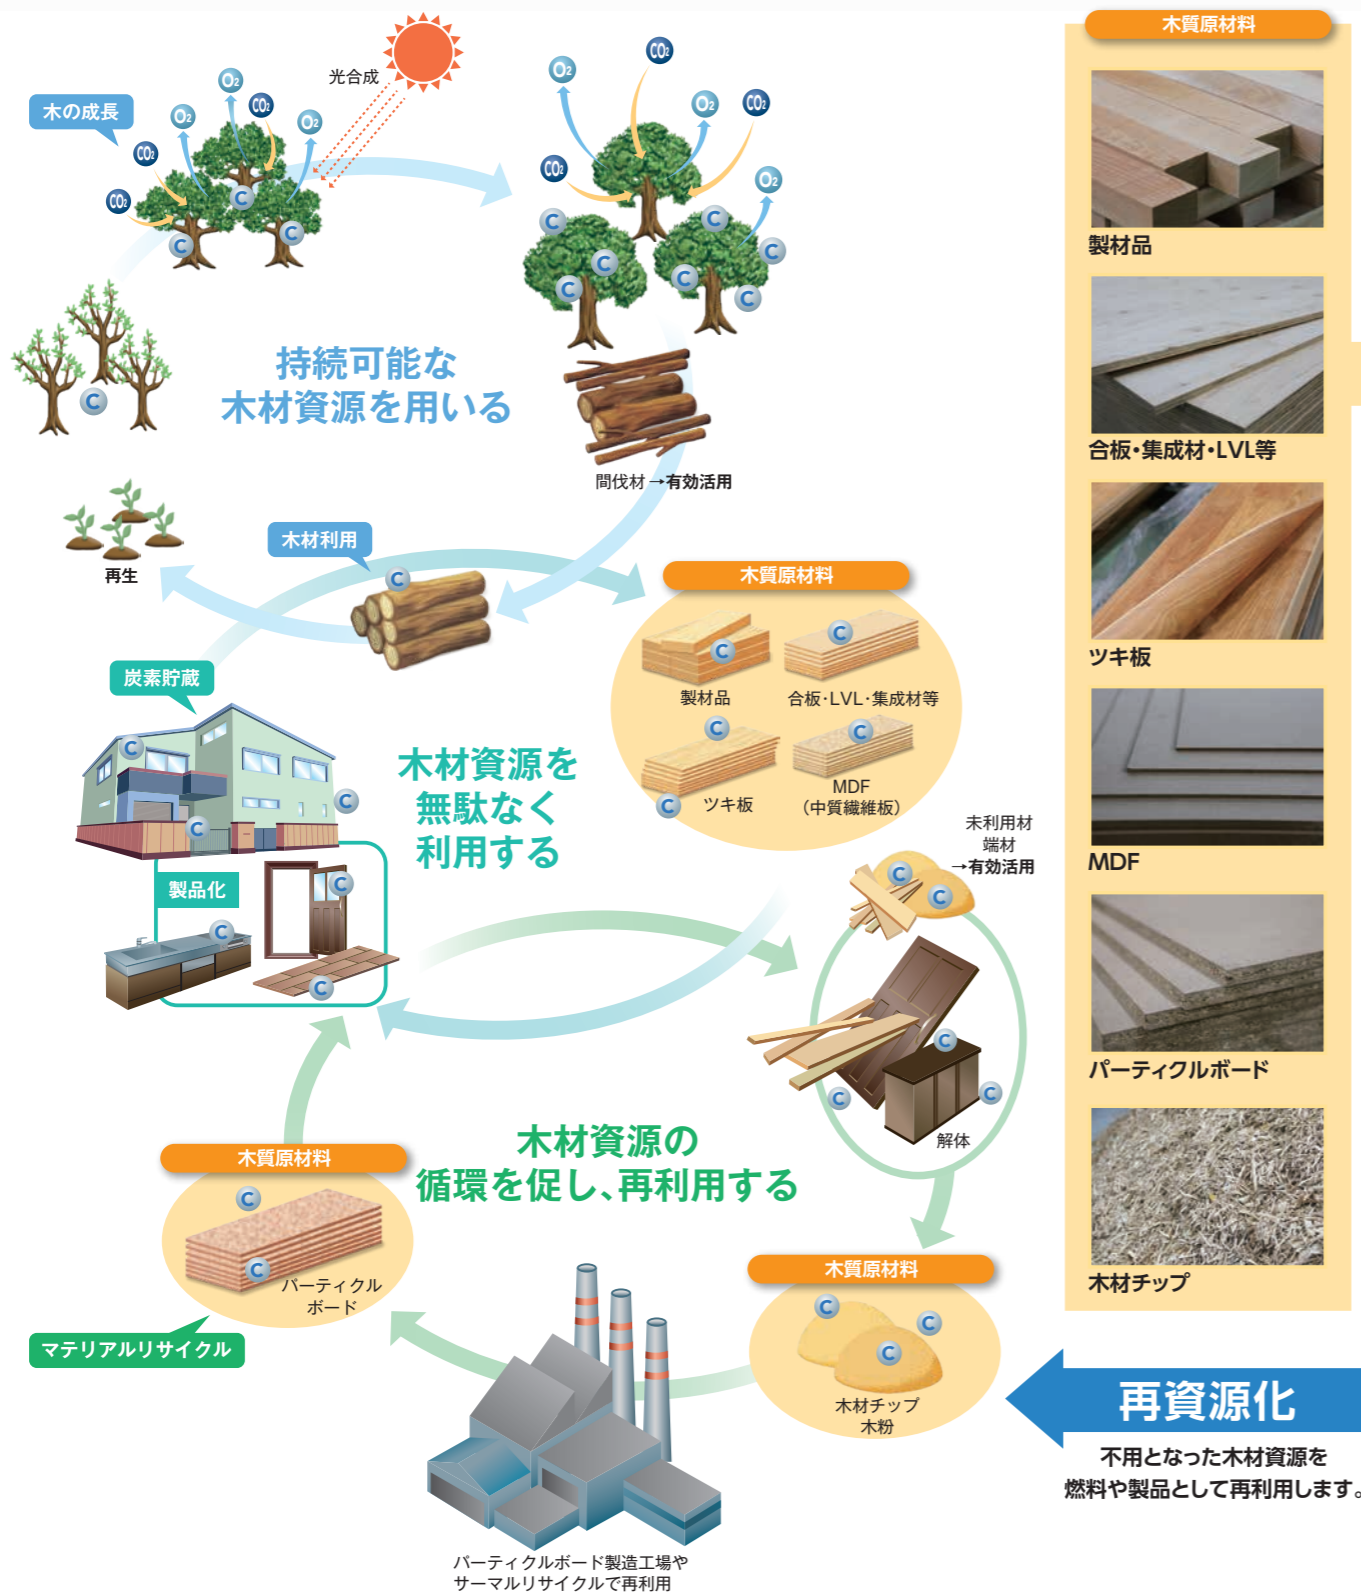 木の成長
光合成
O₂
O₂
CO₂
O₂
CO₂
CO₂
C
C
C
CO₂
O₂
CO₂
O₂
CO₂
O₂
C
C
C
C
C
C
C
C
持続可能な
木材資源を用いる
間伐材→有効活用
再生
木材利用
C
木質原材料
C
製材品
C
合板・LVL・集成材等
C
ツキ板
C
MDF
(中質繊維板)
炭素貯蔵
C
C
C
木材資源を
無駄なく
利用する
製品化
C
C
C
未利用材
端材
→有効活用
C
C
C
C
C
解体
木材資源の
循環を促し、再利用する
木質原材料
C
C
パーティクル
ボード
マテリアルリサイクル
木質原材料
C
C
C
木材チップ
木粉
パーティクルボード製造工場や
サーマルリサイクルで再利用
木質原材料
製材品
合板・集成材・LVL等
ツキ板
MDF
パーティクルボード
木材チップ
再資源化
不用となった木材資源を
燃料や製品として再利用します。